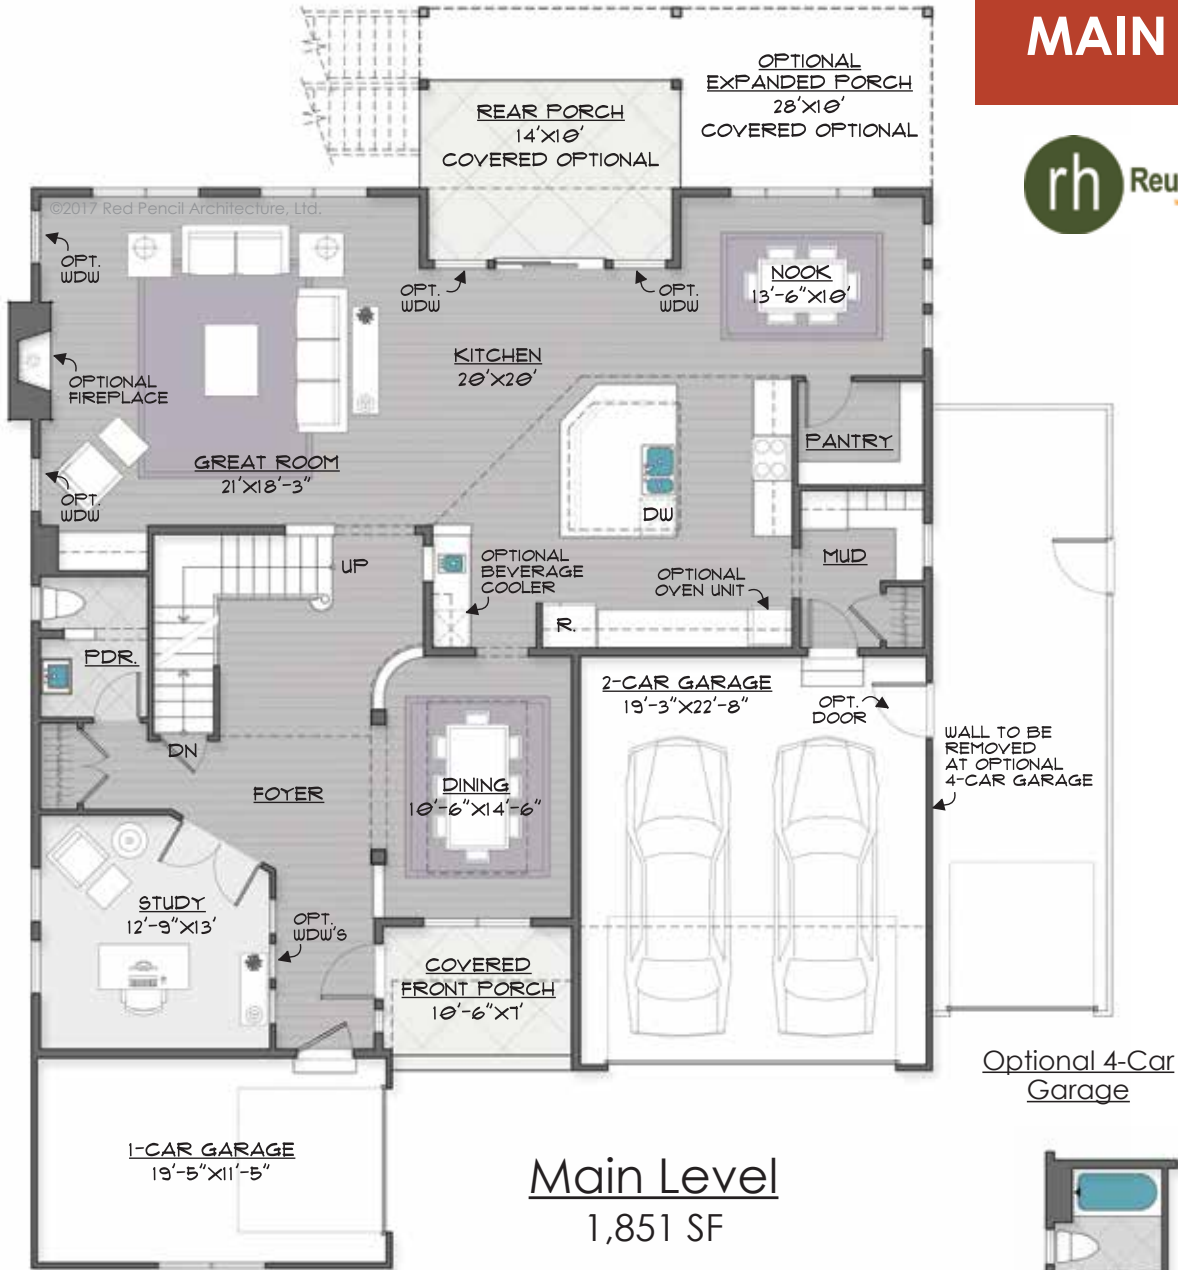 MAIN
rh
Reu
OPTIONAL
EXPANDED PORCH
28'X10'
COVERED OPTIONAL
REAR PORCH
14'X10'
COVERED OPTIONAL
©2017 Red Pencil Architecture, Ltd.
OPT.
WDW
OPT.
WDW
OPT.
WDW
NOOK
13'-6"X10'
KITCHEN
20'X20'
OPTIONAL
FIREPLACE
GREAT ROOM
21'X18'-3"
OPT.
WDW
PANTRY
DW
MUD
UP
OPTIONAL
BEVERAGE
COOLER
OPTIONAL
OVEN UNIT
R.
PDR.
2-CAR GARAGE
19'-3"X22'-8"
OPT.
DOOR
WALL TO BE
REMOVED
AT OPTIONAL
4-CAR GARAGE
DN
FOYER
DINING
10'-6"X14'-6"
STUDY
12'-9"X13'
OPT.
WDW'S
COVERED
FRONT PORCH
10'-6"X7'
Optional 4-Car
Garage
1-CAR GARAGE
19'-5"X11'-5"
Main Level
1,851 SF